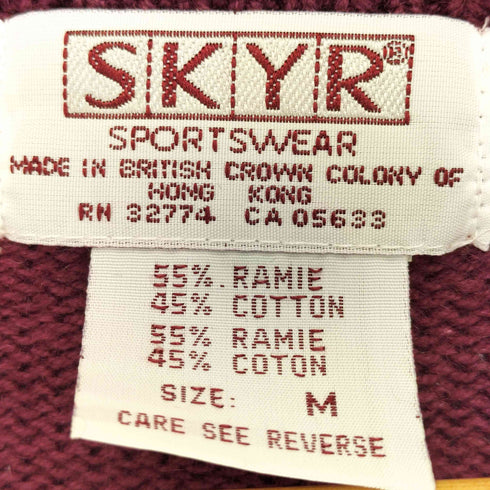 SKYR®
SPORTSWEAR
MADE IN BRITISH CROWN COLONY OF
HONG KONG
RN 32774 CA 05633
55% RAMIE
45% COTTON
55% RAMIE
45% COTON
SIZE: M
CARE SEE REVERSE